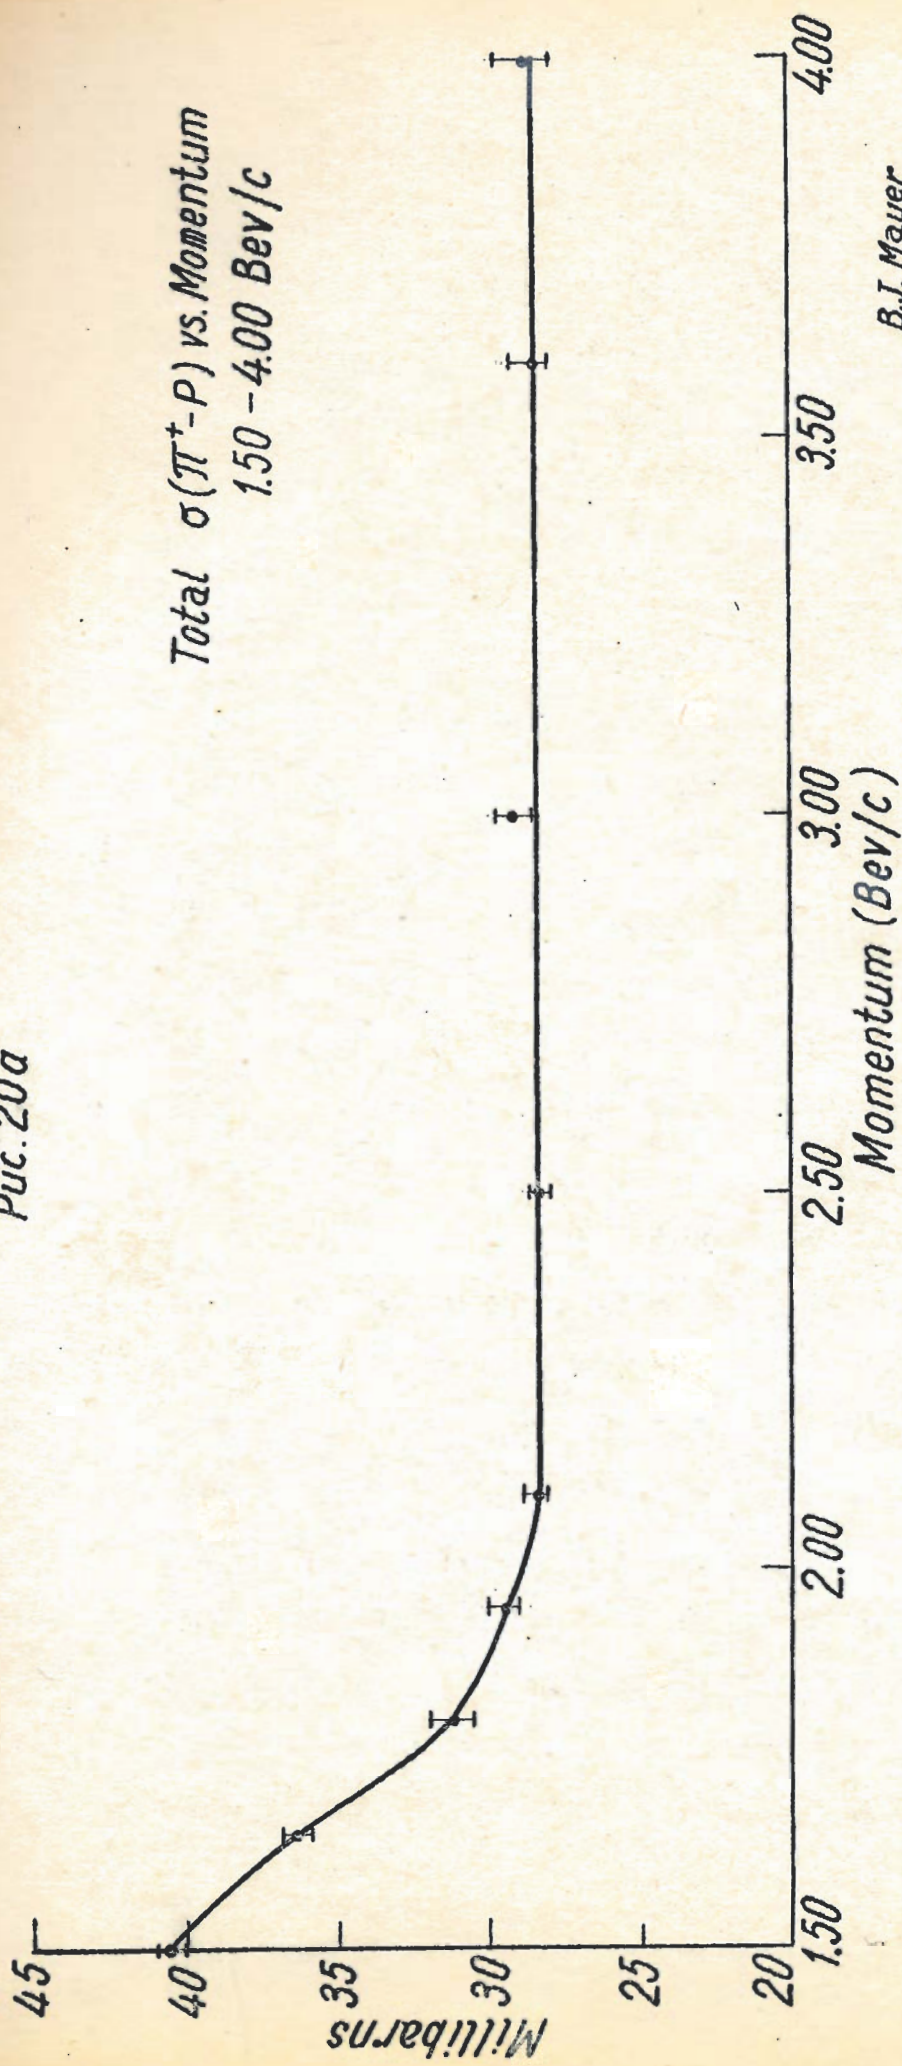 Рис. 20а
Total σ(π⁺-P) vs. Momentum
1.50-4.00 Bev/c
45
40
35
30
25
20
Millibarns
1.50
2.00
2.50
3.00
3.50
4.00
Momentum (Bev/c)
B.J. Mauer